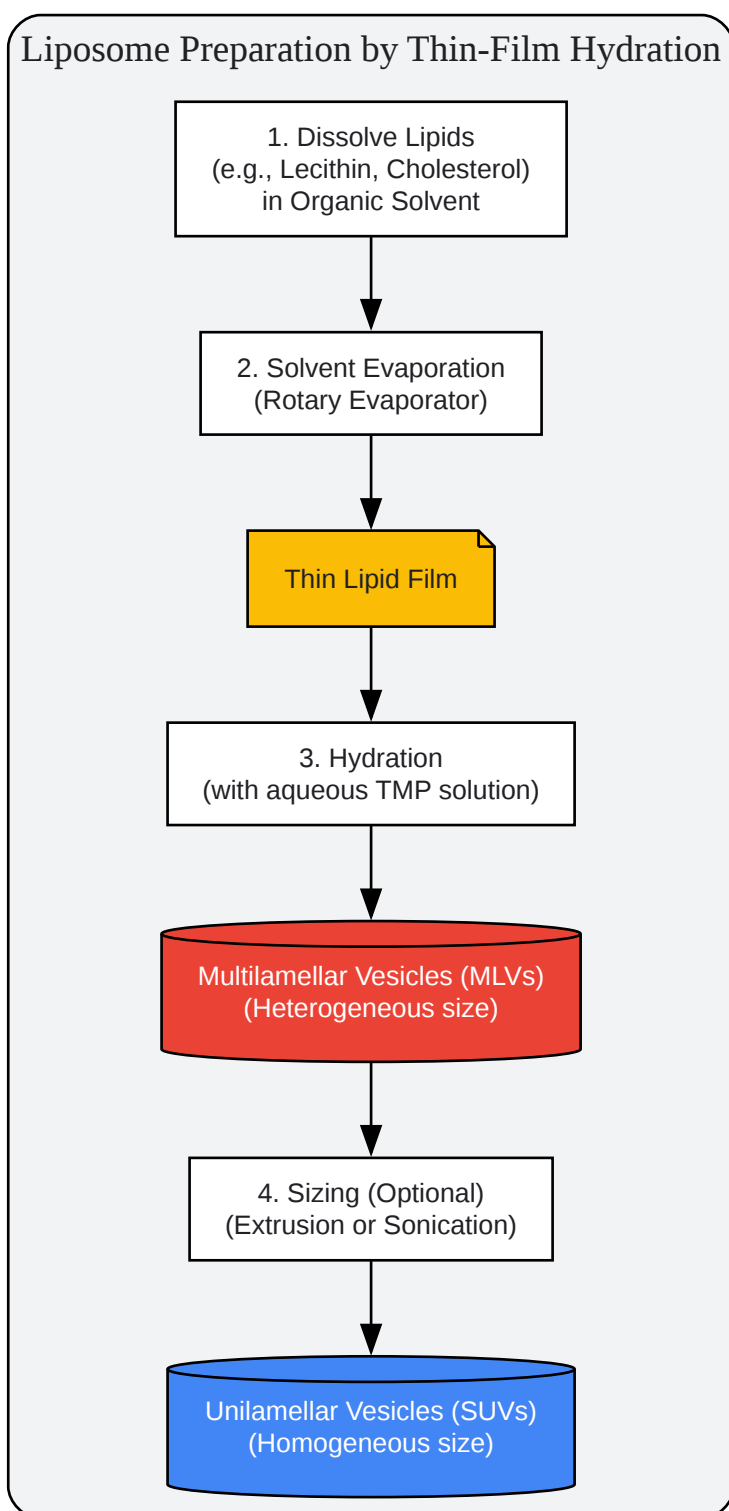 Liposome Preparation by Thin-Film Hydration
1. Dissolve Lipids
(e.g., Lecithin, Cholesterol)
in Organic Solvent
2. Solvent Evaporation
(Rotary Evaporator)
Thin Lipid Film
3. Hydration
(with aqueous TMP solution)
Multilamellar Vesicles (MLVs)
(Heterogeneous size)
4. Sizing (Optional)
(Extrusion or Sonication)
Unilamellar Vesicles (SUVs)
(Homogeneous size)